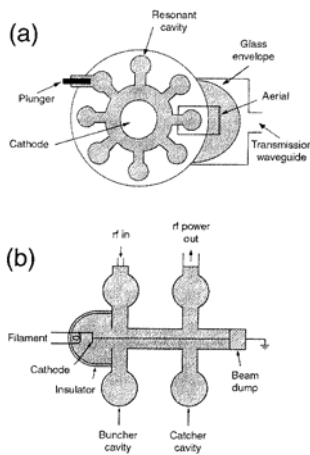 (a)
Resonant
cavity
Glass
envelope
Plunger
Aerial
Cathode
Transmission
waveguide
(b)
rf in
rf power
out
Filament
Cathode
Insulator
Beam
dump
Buncher
cavity
Catcher
cavity